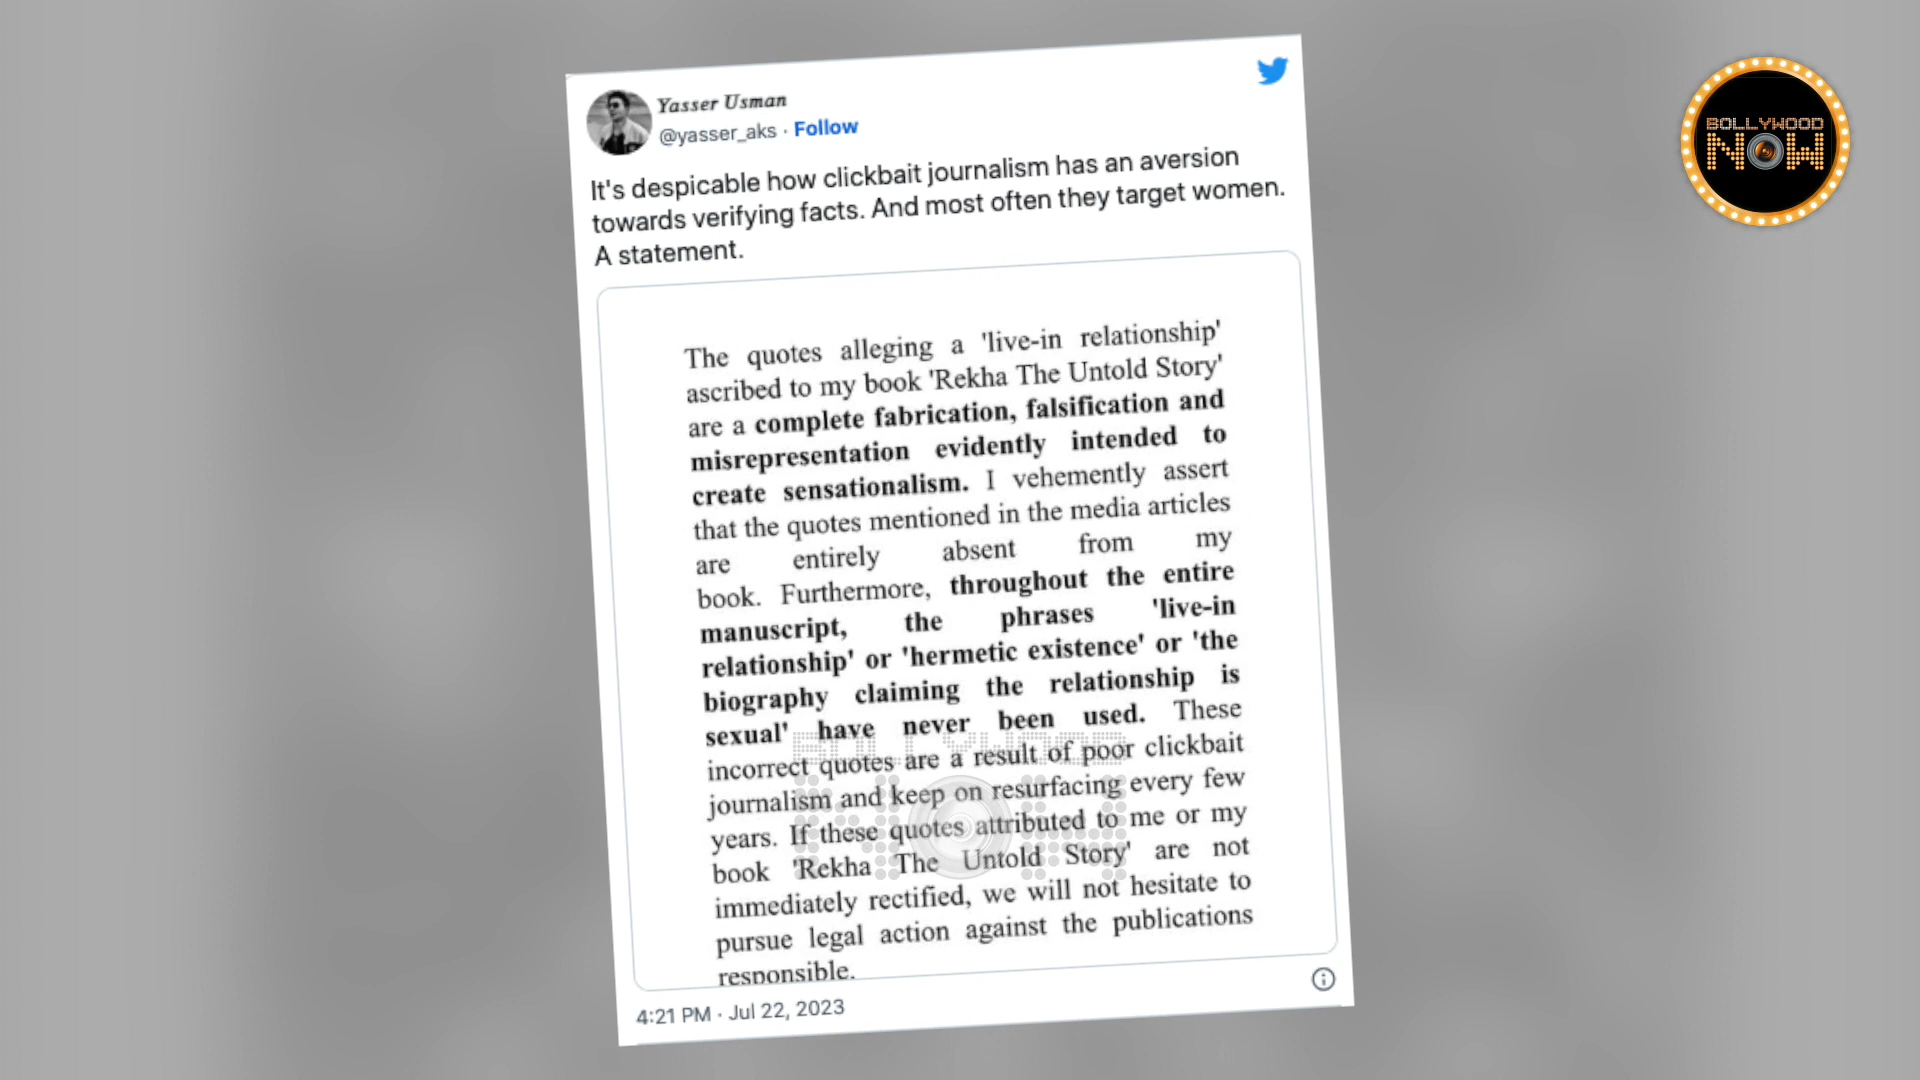 Yasser Usman
@yasser_aks · Follow
It's despicable how clickbait journalism has an aversion
towards verifying facts. And most often they target women.
A statement.
The quotes alleging a 'live-in relationship'
ascribed to my book 'Rekha The Untold Story'
are a complete fabrication, falsification and
misrepresentation evidently intended to
create sensationalism. I vehemently assert
that the quotes mentioned in the media articles
are entirely absent from my
book. Furthermore, throughout the entire
manuscript, the phrases 'live-in
relationship' or 'hermetic existence' or 'the
biography claiming the relationship is
sexual' have never been used. These
incorrect quotes are a result of poor clickbait
journalism and keep on resurfacing every few
years. If these quotes attributed to me or my
book 'Rekha The Untold Story' are not
immediately rectified, we will not hesitate to
pursue legal action against the publications
responsible.
4:21 PM · Jul 22, 2023
BOLLYWOOD
NOW
BOLLYWOOD
NOW